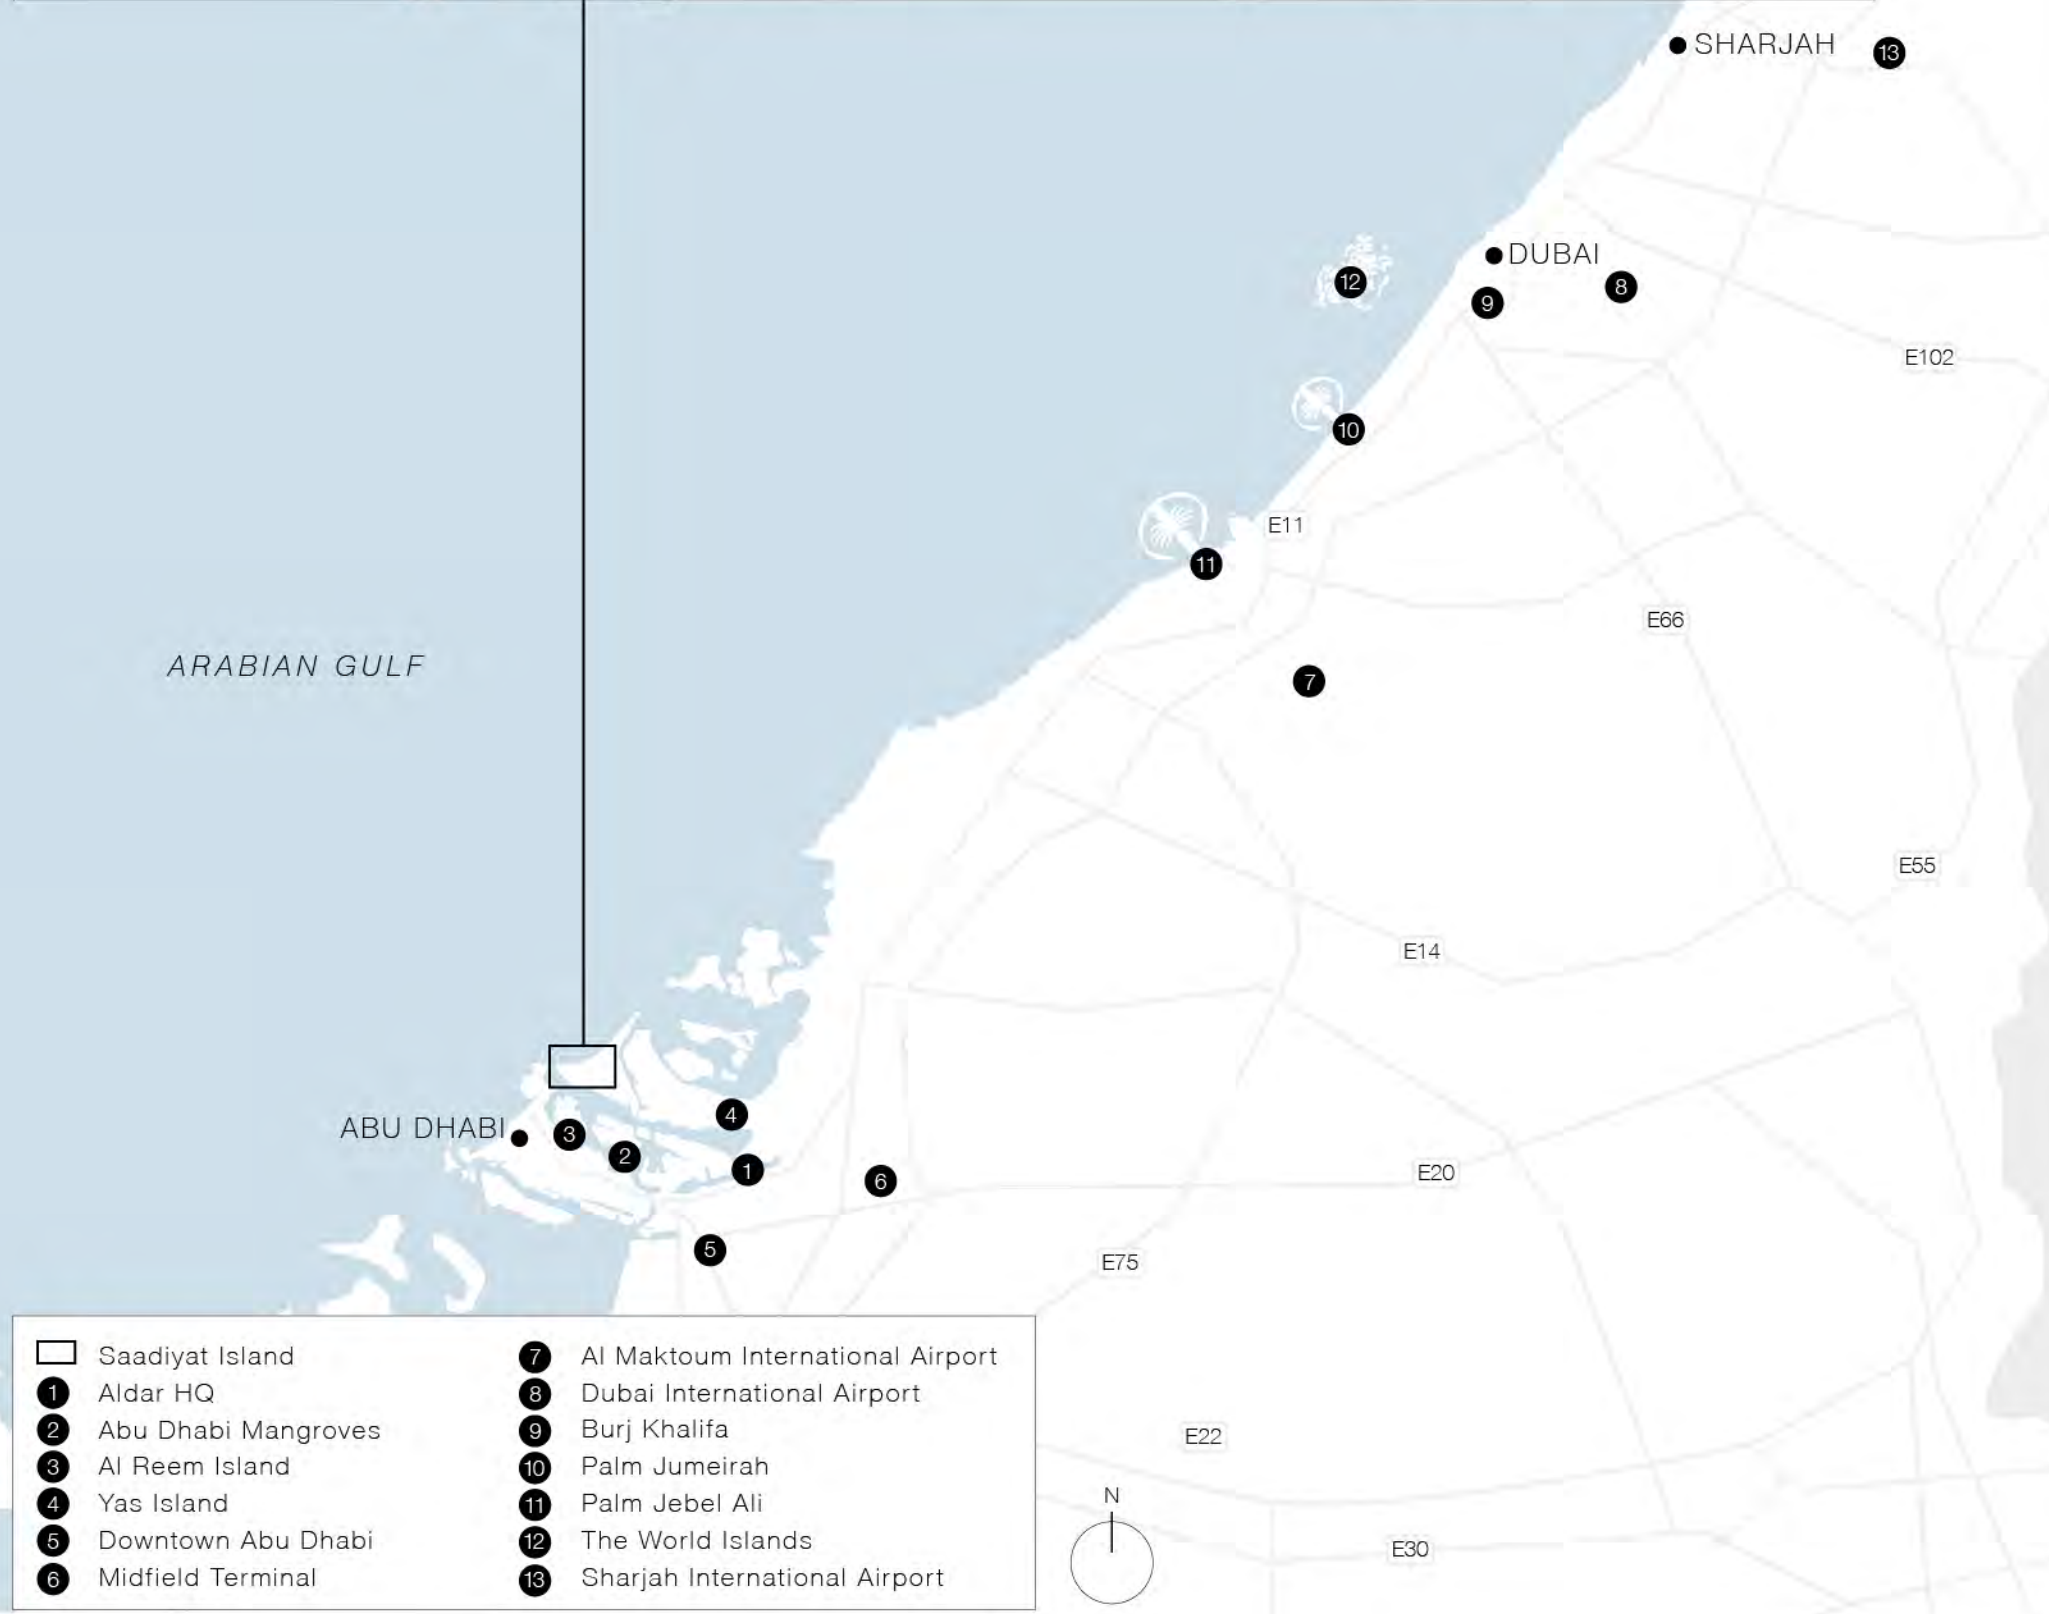 SHARJAH
13
DUBAI
12
8
9
E102
10
E11
11
E66
ARABIAN GULF
7
E55
E14
4
ABU DHABI
3
2
1
E20
6
5
E75
Saadiyat Island
1 Aldar HQ
2 Abu Dhabi Mangroves
3 Al Reem Island
4 Yas Island
5 Downtown Abu Dhabi
6 Midfield Terminal
7 Al Maktoum International Airport
8 Dubai International Airport
9 Burj Khalifa
10 Palm Jumeirah
11 Palm Jebel Ali
12 The World Islands
13 Sharjah International Airport
E22
N
E30